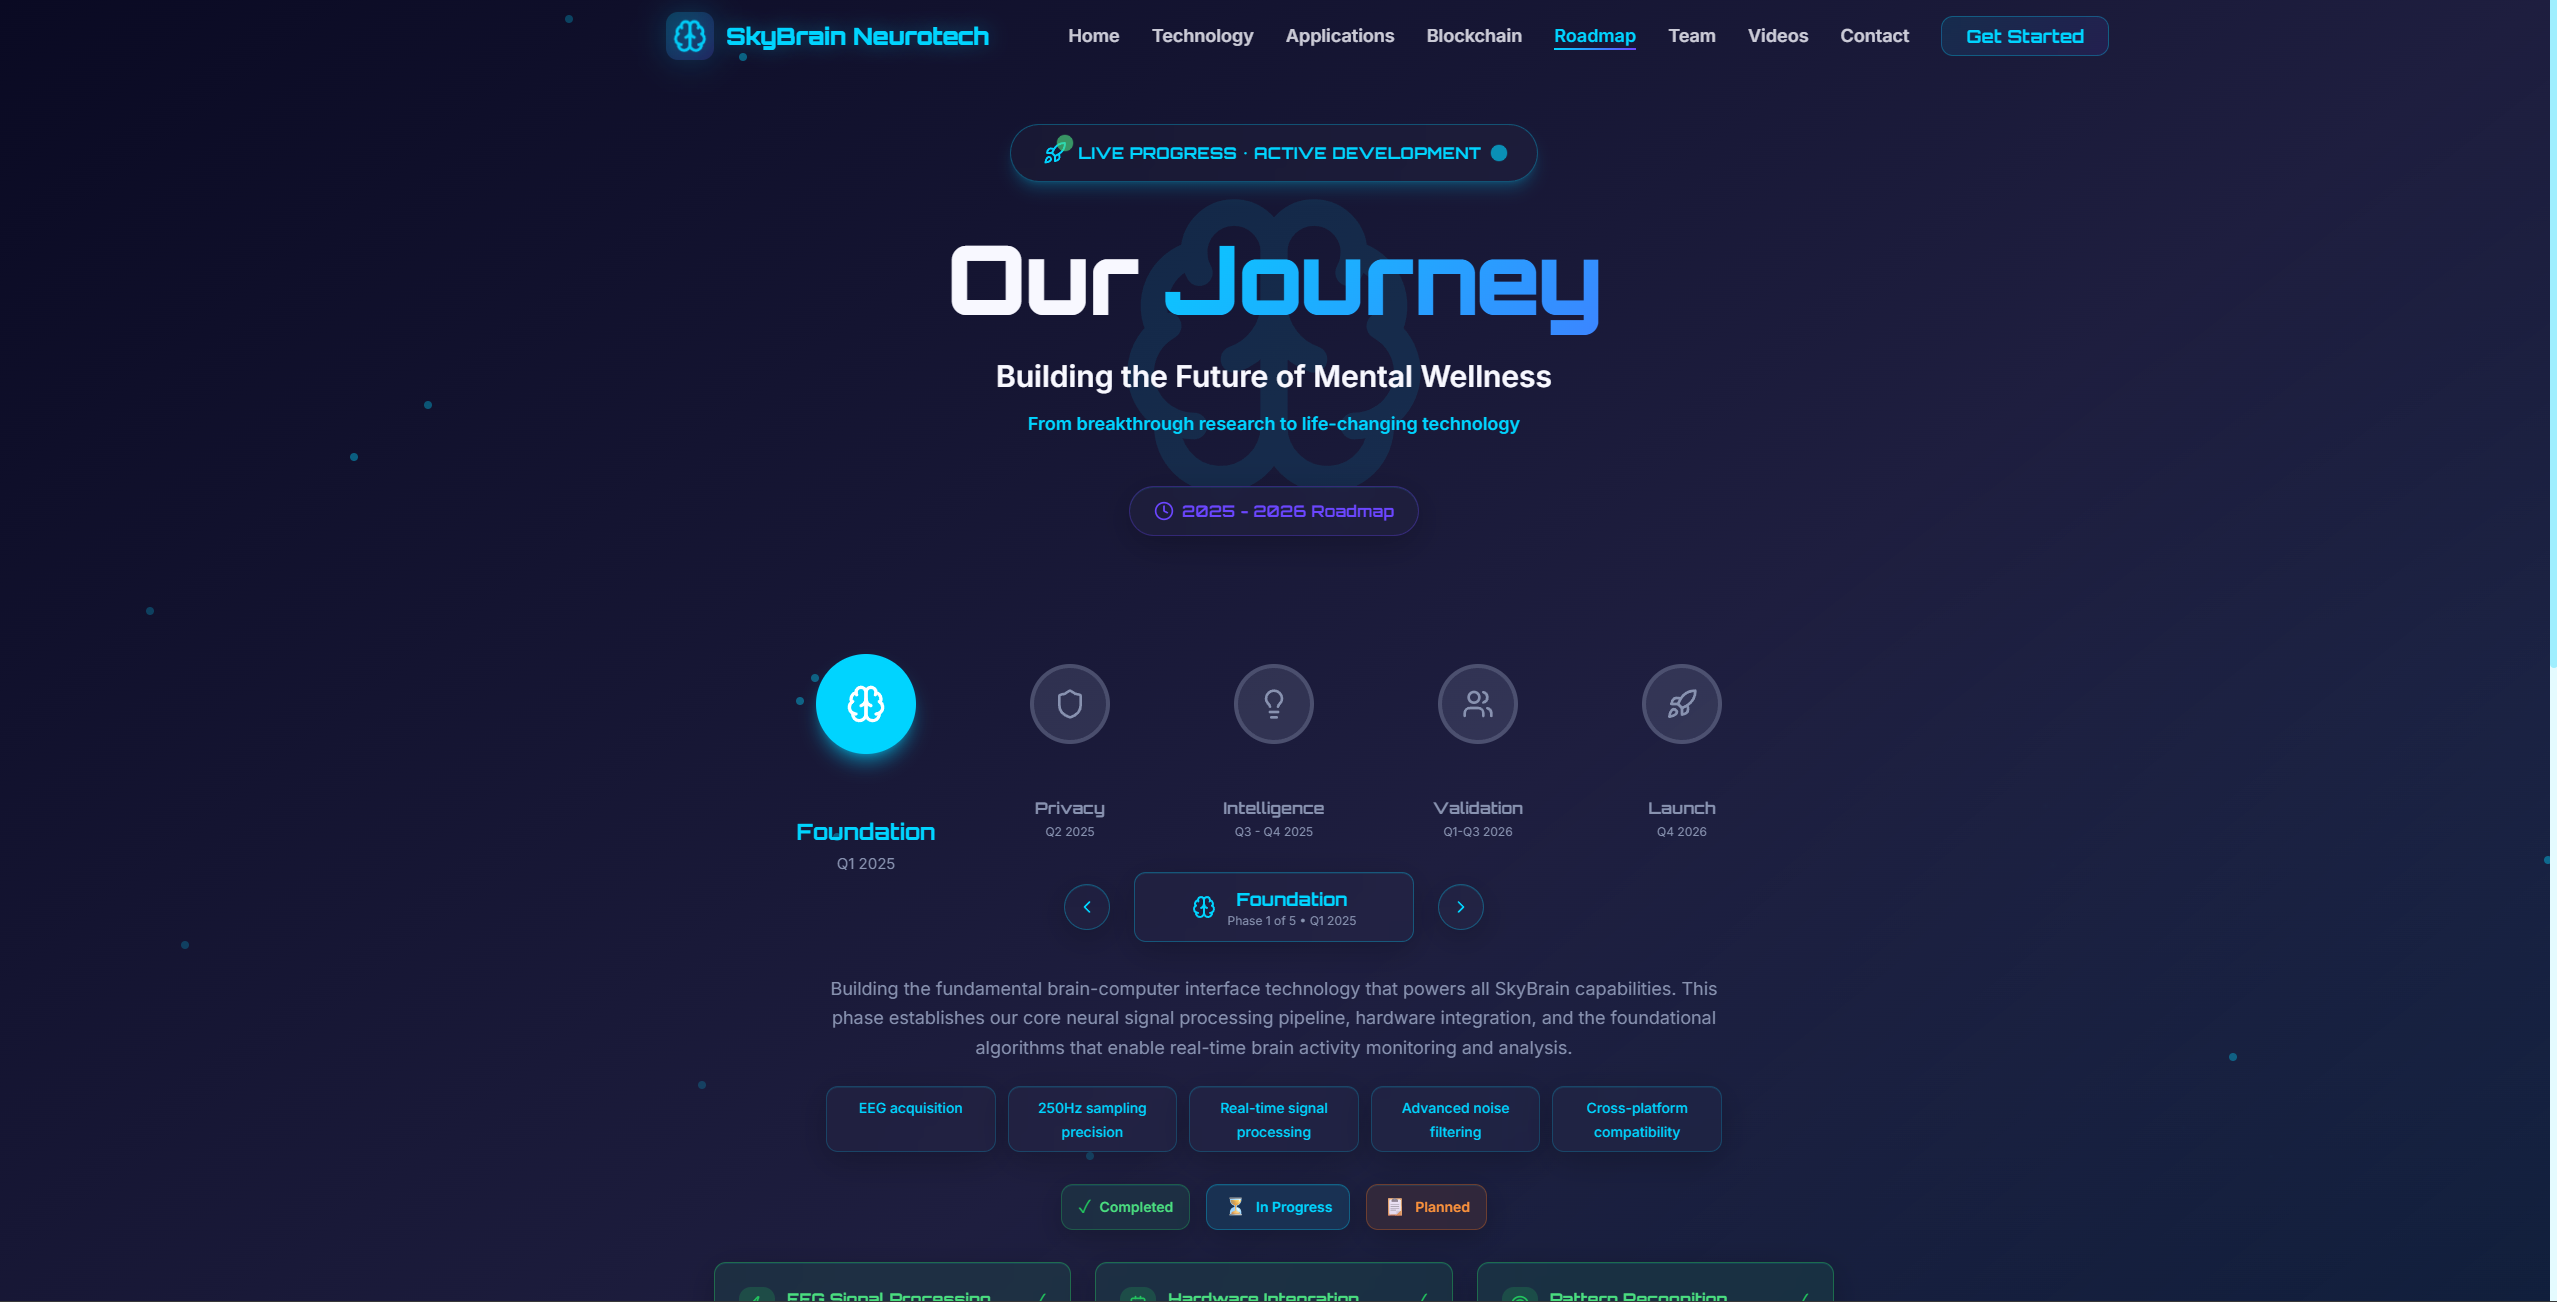 SkyBrain Neurotech
Home Technology Applications Blockchain Roadmap Team Videos Contact Get Started
LIVE PROGRESS · ACTIVE DEVELOPMENT
Our Journey
Building the Future of Mental Wellness
From breakthrough research to life-changing technology
2025 - 2026 Roadmap
Foundation
Q1 2025
Privacy
Q2 2025
Intelligence
Q3 - Q4 2025
Validation
Q1-Q3 2026
Launch
Q4 2026
Foundation
Phase 1 of 5 • Q1 2025
Building the fundamental brain-computer interface technology that powers all SkyBrain capabilities. This
phase establishes our core neural signal processing pipeline, hardware integration, and the foundational
algorithms that enable real-time brain activity monitoring and analysis.
EEG acquisition
250Hz sampling
precision
Real-time signal
processing
Advanced noise
filtering
Cross-platform
compatibility
✓ Completed
In Progress
Planned
EEG Signal Processing ✓
Hardware Integration ✓
Pattern Recognition ✓